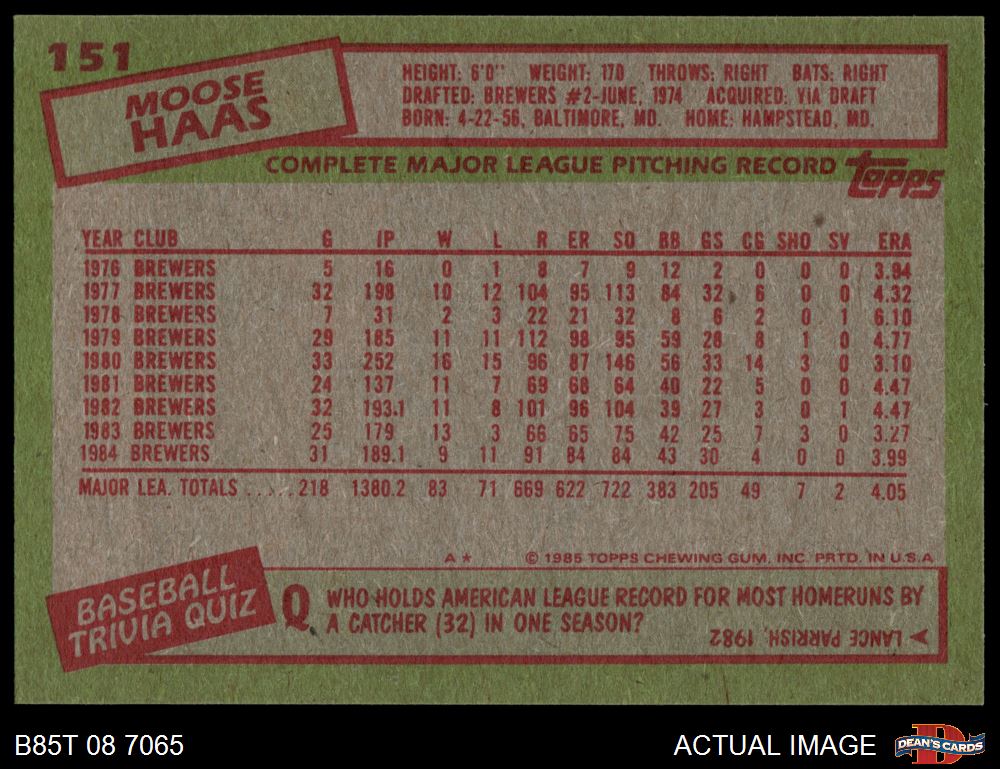 151
MOOSE
HAAS
HEIGHT: 6'0" WEIGHT: 170 THROWS: RIGHT BATS: RIGHT
DRAFTED: BREWERS #2-JUNE, 1974 ACQUIRED: VIA DRAFT
BORN: 4-22-56, BALTIMORE, MD. HOME: HAMPSTEAD, MD.
COMPLETE MAJOR LEAGUE PITCHING RECORD
topps
YEAR CLUB G IP W L R ER SO BB GS CG SHO SV ERA
1976 BREWERS 5 16 0 1 8 7 9 12 2 0 0 0 3.94
1977 BREWERS 32 198 10 12 104 95 113 84 32 6 0 0 4.32
1978 BREWERS 7 31 2 3 22 21 32 8 6 2 0 1 6.10
1979 BREWERS 29 185 11 11 112 98 95 59 28 8 1 0 4.77
1980 BREWERS 33 252 16 15 96 87 146 56 33 14 3 0 3.10
1981 BREWERS 24 137 11 7 69 68 64 40 22 5 0 0 4.47
1982 BREWERS 32 193.1 11 8 101 96 104 39 27 3 0 1 4.47
1983 BREWERS 25 179 13 3 66 65 75 42 25 7 3 0 3.27
1984 BREWERS 31 189.1 9 11 91 84 84 43 30 4 0 0 3.99
MAJOR LEA. TOTALS ..... 218 1380.2 83 71 669 622 722 383 205 49 7 2 4.05
A * © 1985 TOPPS CHEWING GUM, INC. PRTD. IN U.S.A.
BASEBALL
TRIVIA QUIZ
Q WHO HOLDS AMERICAN LEAGUE RECORD FOR MOST HOMERUNS BY
A CATCHER (32) IN ONE SEASON?
LANCE PARRISH, 1982
B85T 08 7065
ACTUAL IMAGE
DEAN'S CARDS